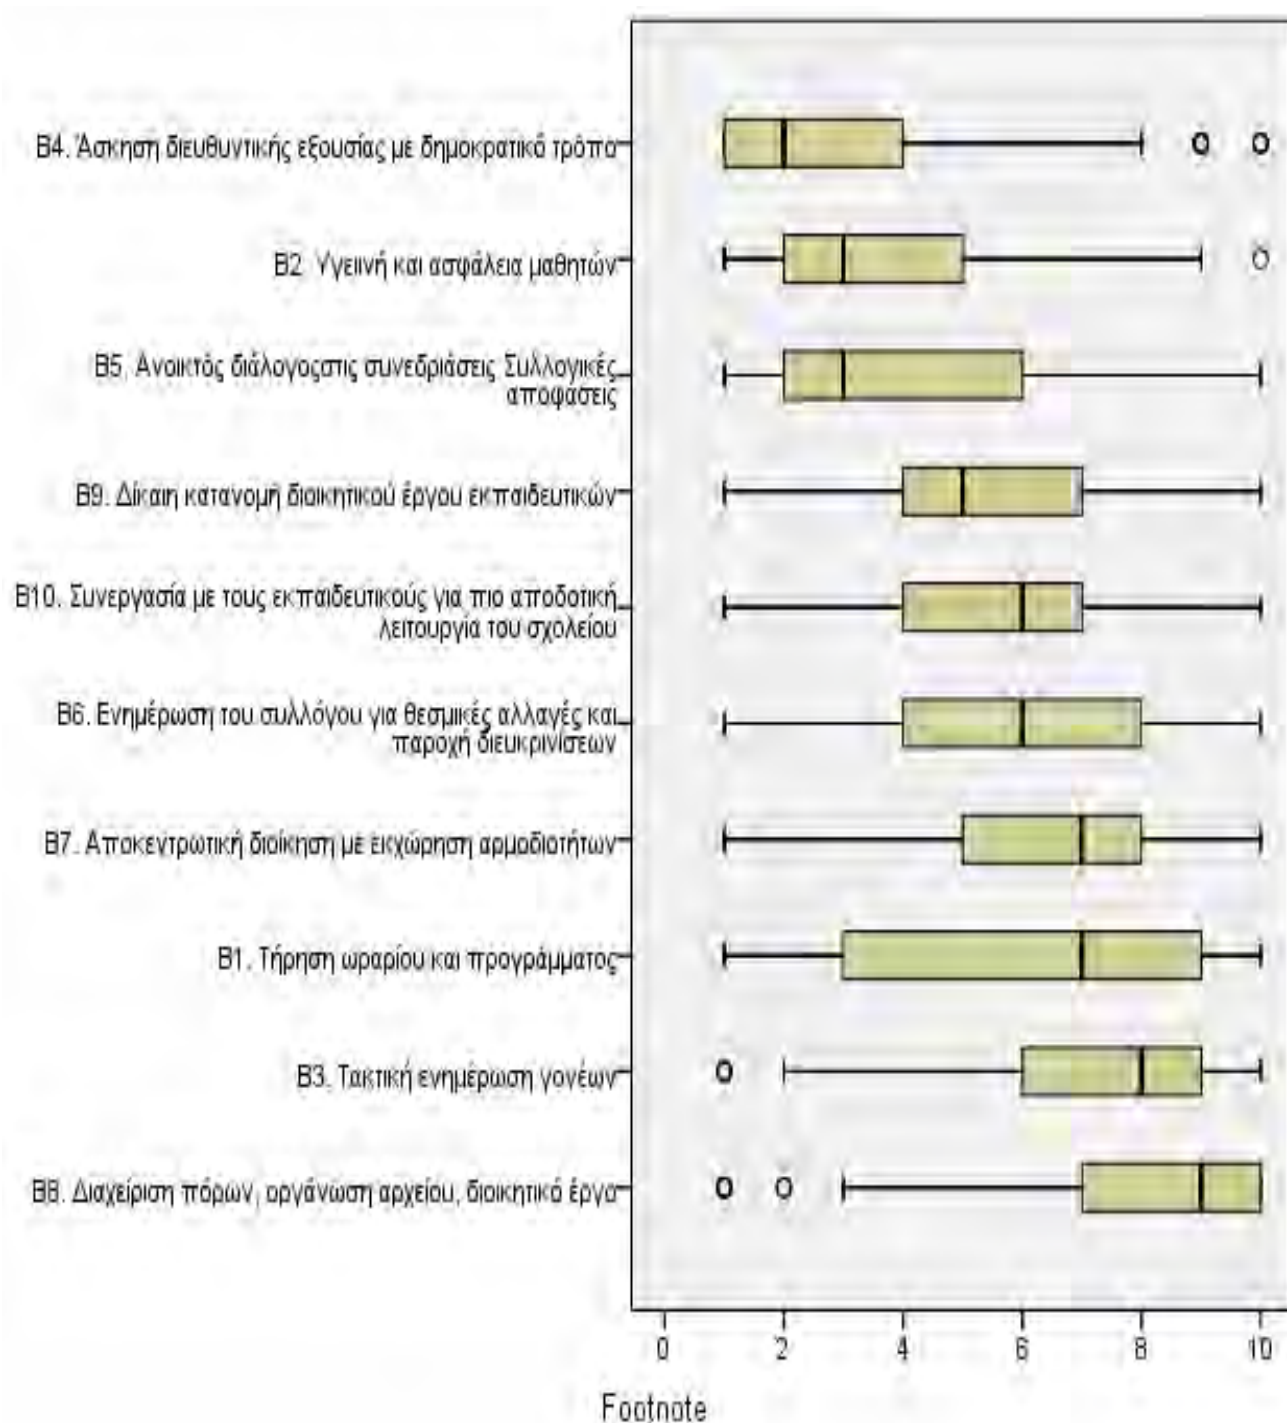 B4. Άσκηση διευθυντικής εξουσίας με δημοκρατικό τρόπο
B2 Υγειινή και ασφάλεια μαθητών
B5. Ανοικτός διάλογοςστις συνεδριάσεις Συλλογικές
αποφάσεις
B9. Δίκαιη κατανομή διοικητικού έργου εκπαιδευτικών
B10. Συνεργασία με τους εκπαιδευτικούς για πιο αποδοτική
λειτουργία του σχολείου
B6. Ενημέρωση του συλλόγου για θεσμικές αλλαγές και
παροχή διευκρινίσεων
B7. Αποκεντρωτική διοίκηση με εκχώρηση αρμοδιοτήτων
B1. Τήρηση ωραρίου και προγράμματος
B3. Τακτική ενημέρωση γονέων
B8. Διαχείριση πόρων, οργάνωση αρχείου, διοικητικό έργο
0 2 4 6 8 10
Footnote